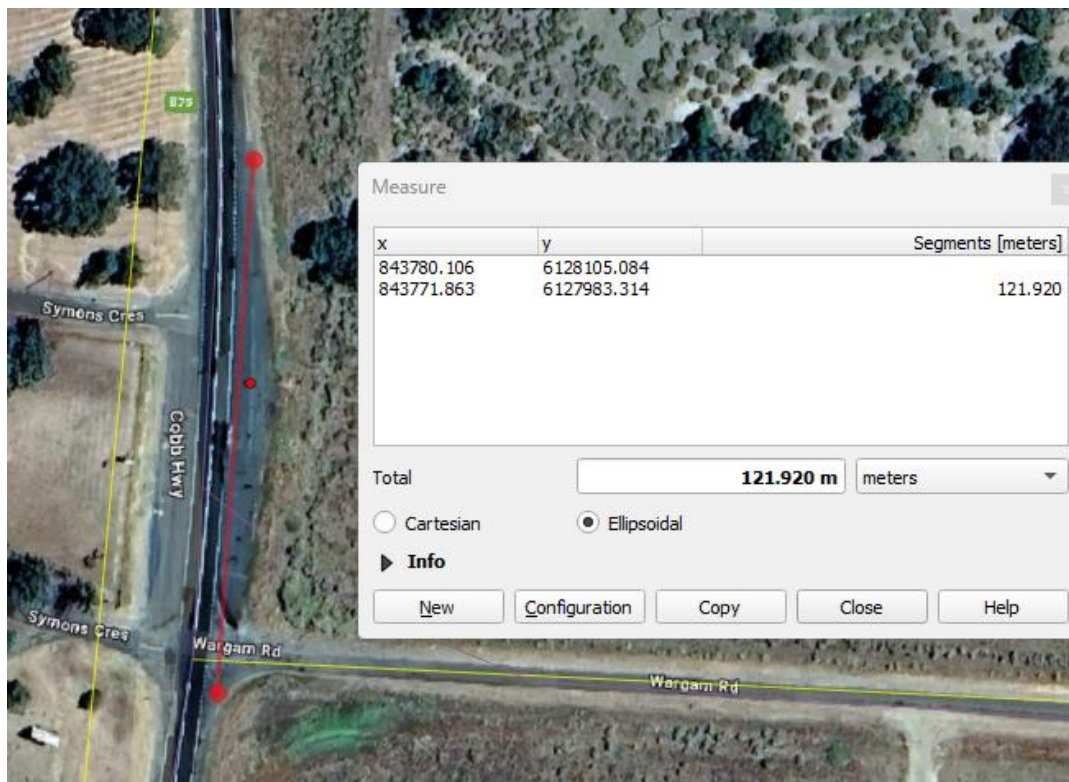 B75
Symons Cres
Cobb Hwy
Symons Cres
Wargam Rd
Wargam Rd
Measure
x y Segments [meters]
843780.106 6128105.084
843771.863 6127983.314 121.920
Total 121.920 m meters
Cartesian Ellipsoidal
Info
New Configuration Copy Close Help